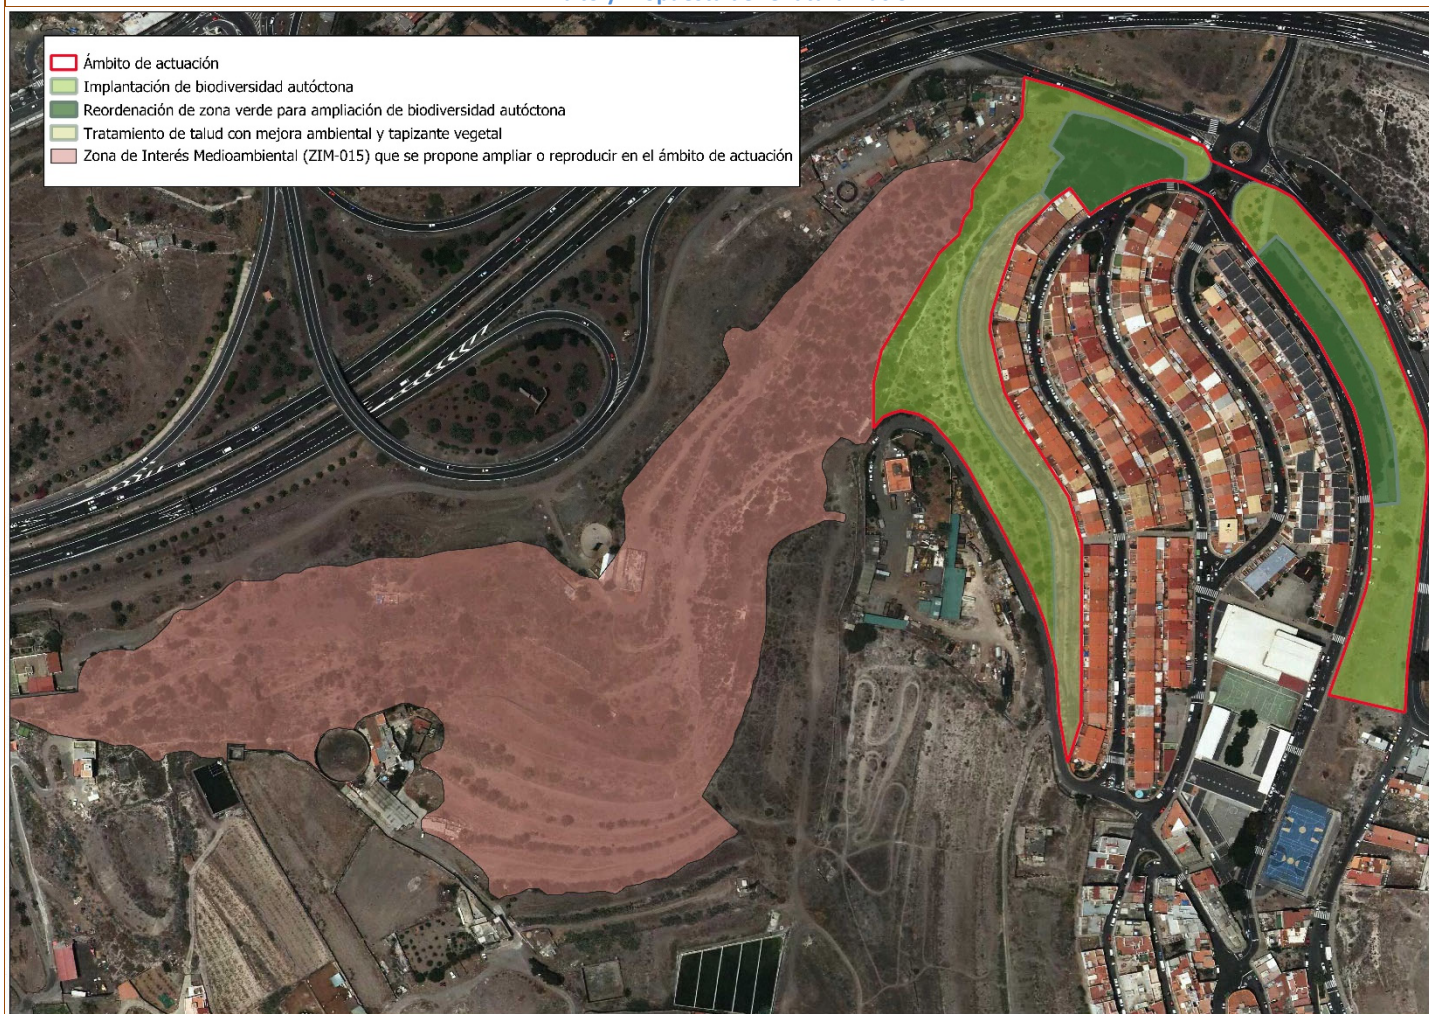 Ámbito de actuación
Implantación de biodiversidad autóctona
Reordenación de zona verde para ampliación de biodiversidad autóctona
Tratamiento de talud con mejora ambiental y tapizante vegetal
Zona de Interés Medioambiental (ZIM-015) que se propone ampliar o reproducir en el ámbito de actuación